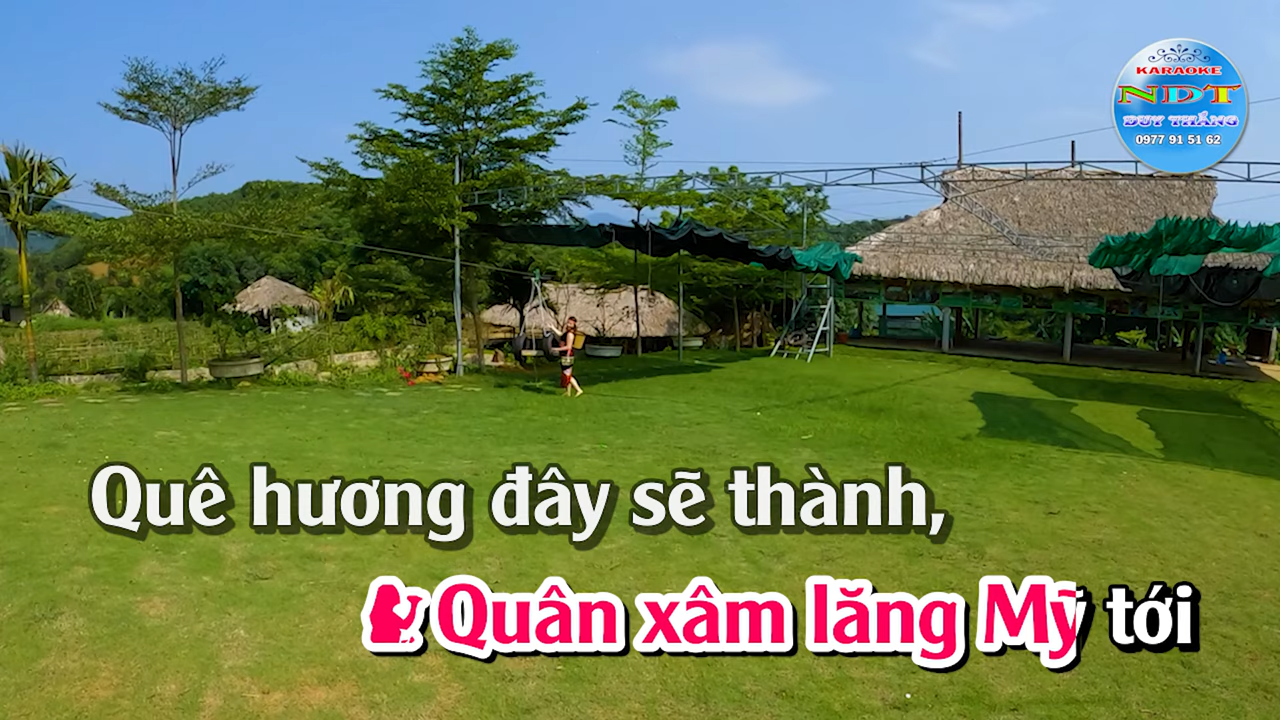 KARAOKE
NDT
DUY THẮNG
0977 91 51 62
Quê hương đây sẽ thành,
Quân xâm lăng Mỹ tới